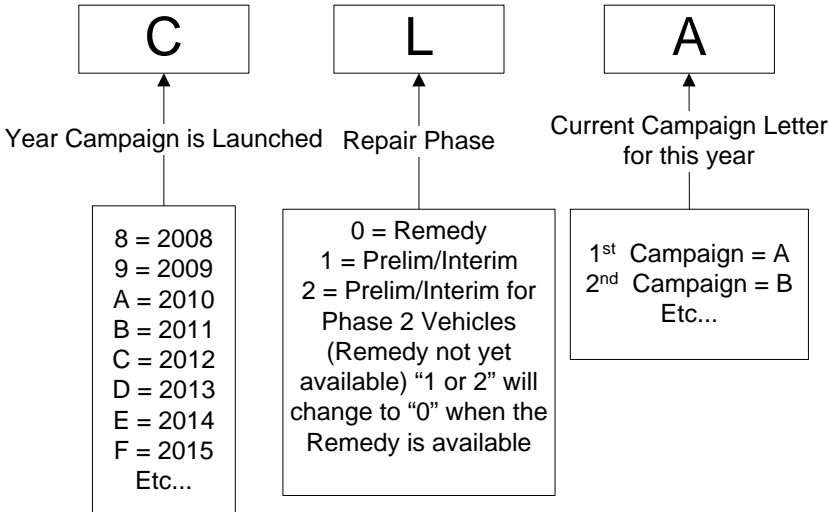 C
L
A
Year Campaign is Launched
Repair Phase
Current Campaign Letter
for this year
8 = 2008
9 = 2009
A = 2010
B = 2011
C = 2012
D = 2013
E = 2014
F = 2015
Etc...
0 = Remedy
1 = Prelim/Interim
2 = Prelim/Interim for
Phase 2 Vehicles
(Remedy not yet
available) “1 or 2” will
change to “0” when the
Remedy is available
1st Campaign = A
2nd Campaign = B
Etc...